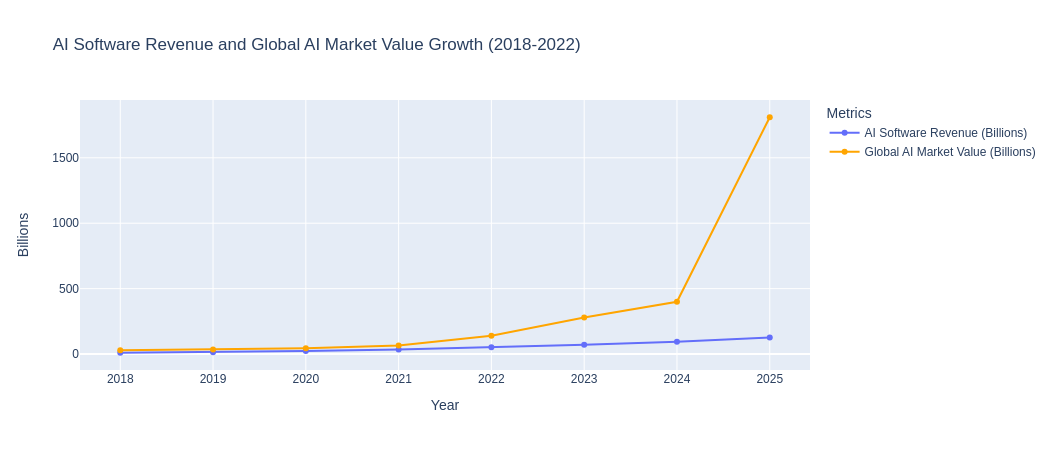 AI Software Revenue and Global AI Market Value Growth (2018-2022)
Metrics
AI Software Revenue (Billions)
Global AI Market Value (Billions)
Billions
1500
1000
500
0
2018 2019 2020 2021 2022 2023 2024 2025
Year